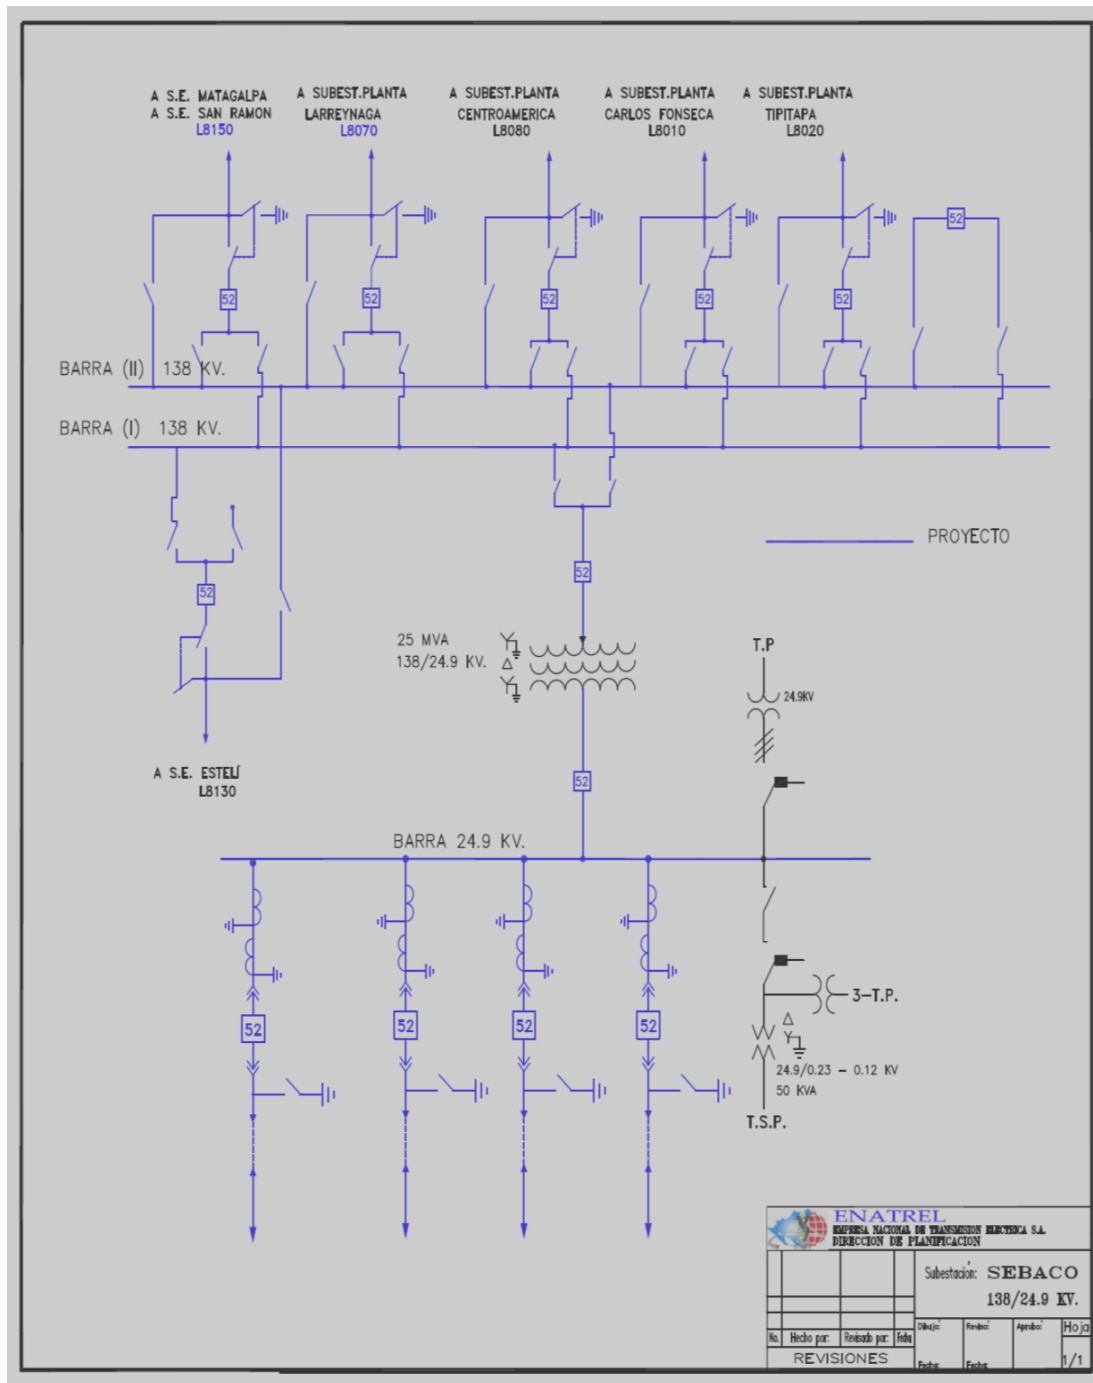 A S.E. MATAGALPA
A S.E. SAN RAMON
L8150
A SUBEST.PLANTA
LARREYNAGA
L8070
A SUBEST.PLANTA
CENTROAMERICA
L8080
A SUBEST.PLANTA
CARLOS FONSECA
L8010
A SUBEST.PLANTA
TIPITAPA
L8020
52
52
52
52
52
52
BARRA (II) 138 KV.
BARRA (I) 138 KV.
PROYECTO
52
52
25 MVA
138/24.9 KV.
T.P
24.9KV
A S.E. ESTELÍ
L8130
52
BARRA 24.9 KV.
52
52
52
52
3-T.P.
24.9/0.23 - 0.12 KV
50 KVA
T.S.P.
ENATREL
EMPRESA NACIONAL DE TRANSMISION ELECTRICA S.A.
DIRECCION DE PLANIFICACION
Subestación: SEBACO
138/24.9 KV.
No. Hecho por: Revisado por: Fecha
REVISIONES
Dibujo:
Fecha:
Reviso:
Fecha:
Aprobo:
Hoja
1/1